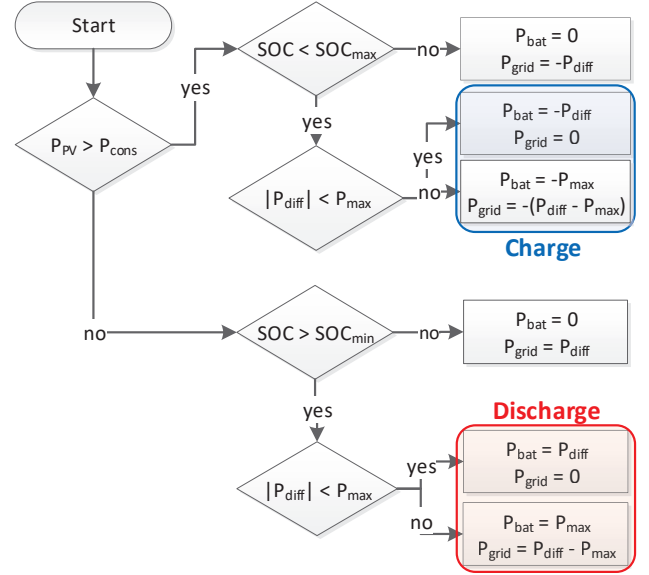 Start
SOC < SOCmax
no
Pbat = 0
Pgrid = -Pdiff
yes
yes
PPV > Pcons
Pbat = -Pdiff
Pgrid = 0
yes
|Pdiff| < Pmax
no
Pbat = -Pmax
Pgrid = -(Pdiff - Pmax)
Charge
no
SOC > SOCmin
no
Pbat = 0
Pgrid = Pdiff
yes
Discharge
yes
Pbat = Pdiff
Pgrid = 0
|Pdiff| < Pmax
no
Pbat = Pmax
Pgrid = Pdiff - Pmax